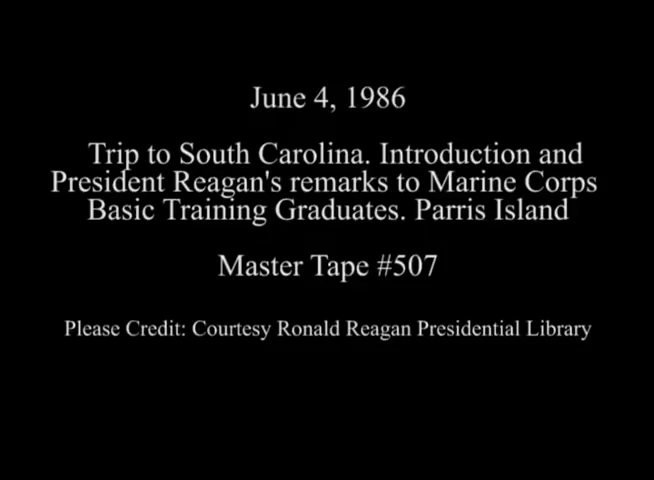 June 4, 1986
Trip to South Carolina. Introduction and
President Reagan's remarks to Marine Corps
Basic Training Graduates. Parris Island
Master Tape #507
Please Credit: Courtesy Ronald Reagan Presidential Library